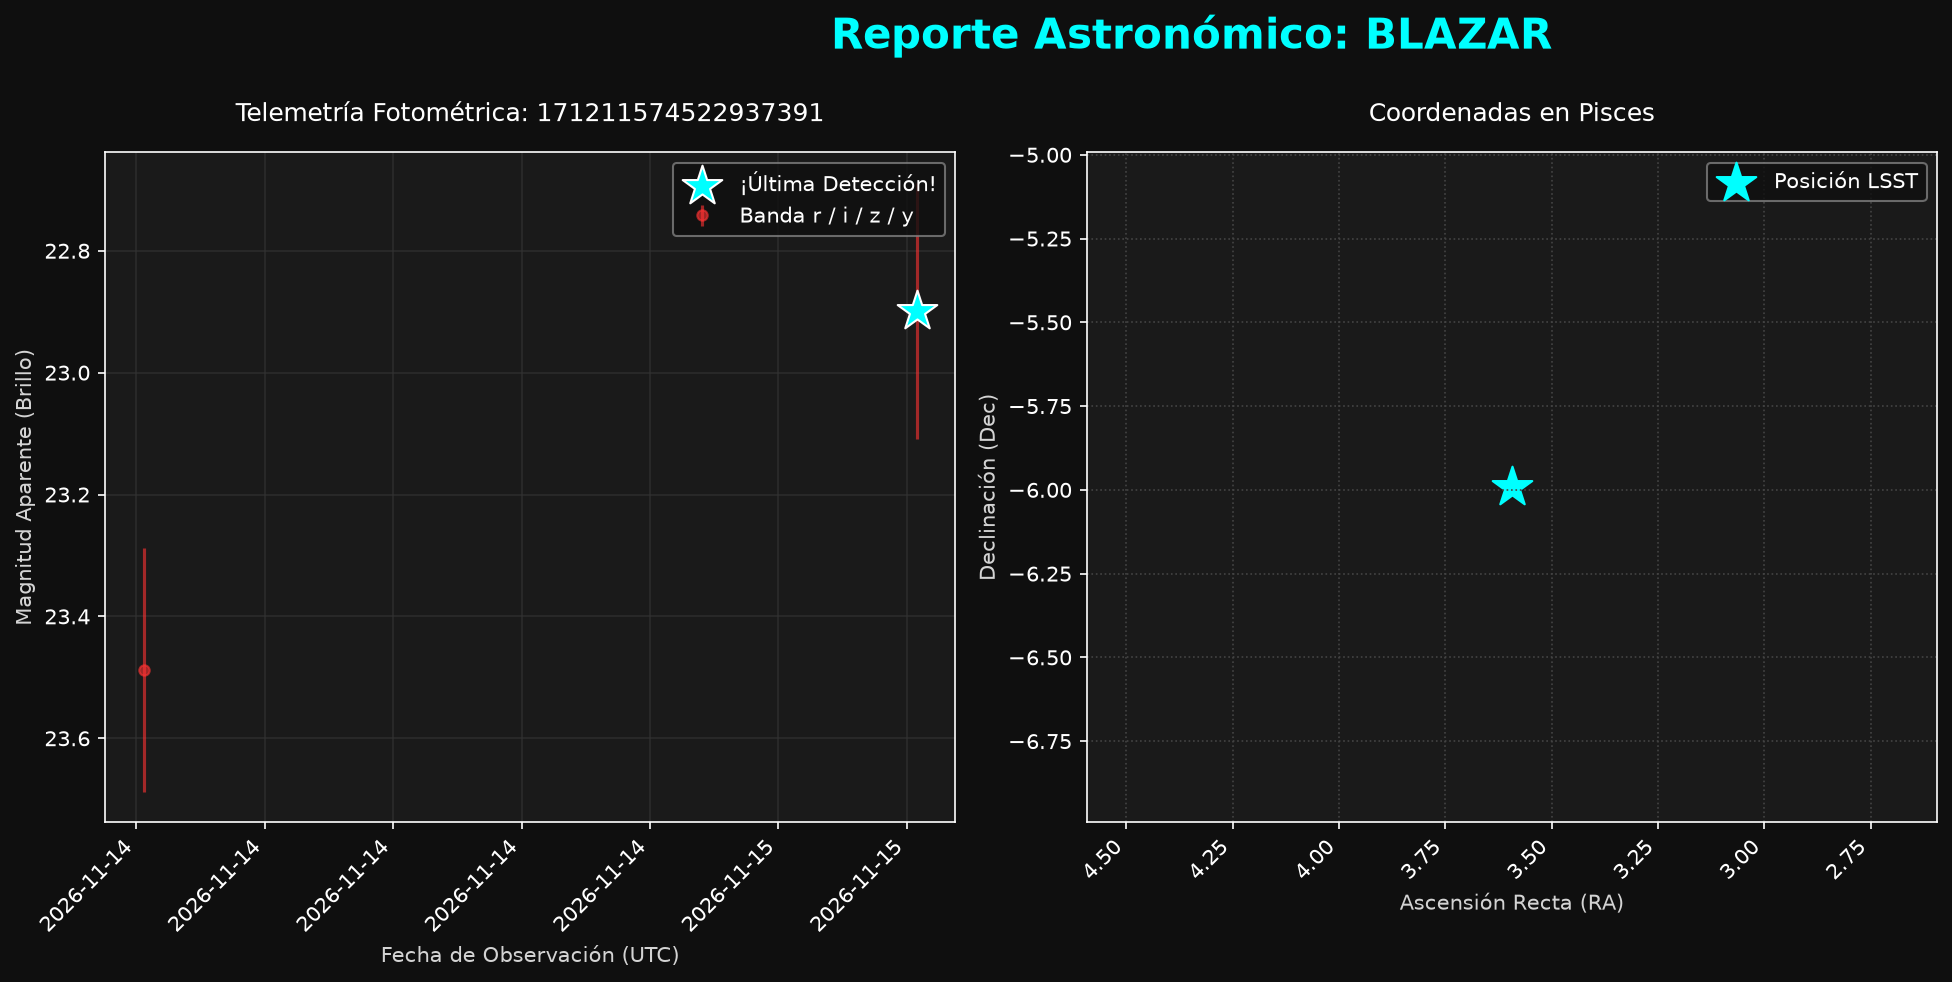 Reporte Astronómico: BLAZAR
Telemetría Fotométrica: 171211574522937391
¡Última Detección!
Banda r / i / z / y
Magnitud Aparente (Brillo)
22.8
23.0
23.2
23.4
23.6
2026-11-14
2026-11-14
2026-11-14
2026-11-14
2026-11-14
2026-11-15
2026-11-15
Fecha de Observación (UTC)
Coordenadas en Pisces
Posición LSST
Declinación (Dec)
−5.00
−5.25
−5.50
−5.75
−6.00
−6.25
−6.50
−6.75
4.50
4.25
4.00
3.75
3.50
3.25
3.00
2.75
Ascensión Recta (RA)